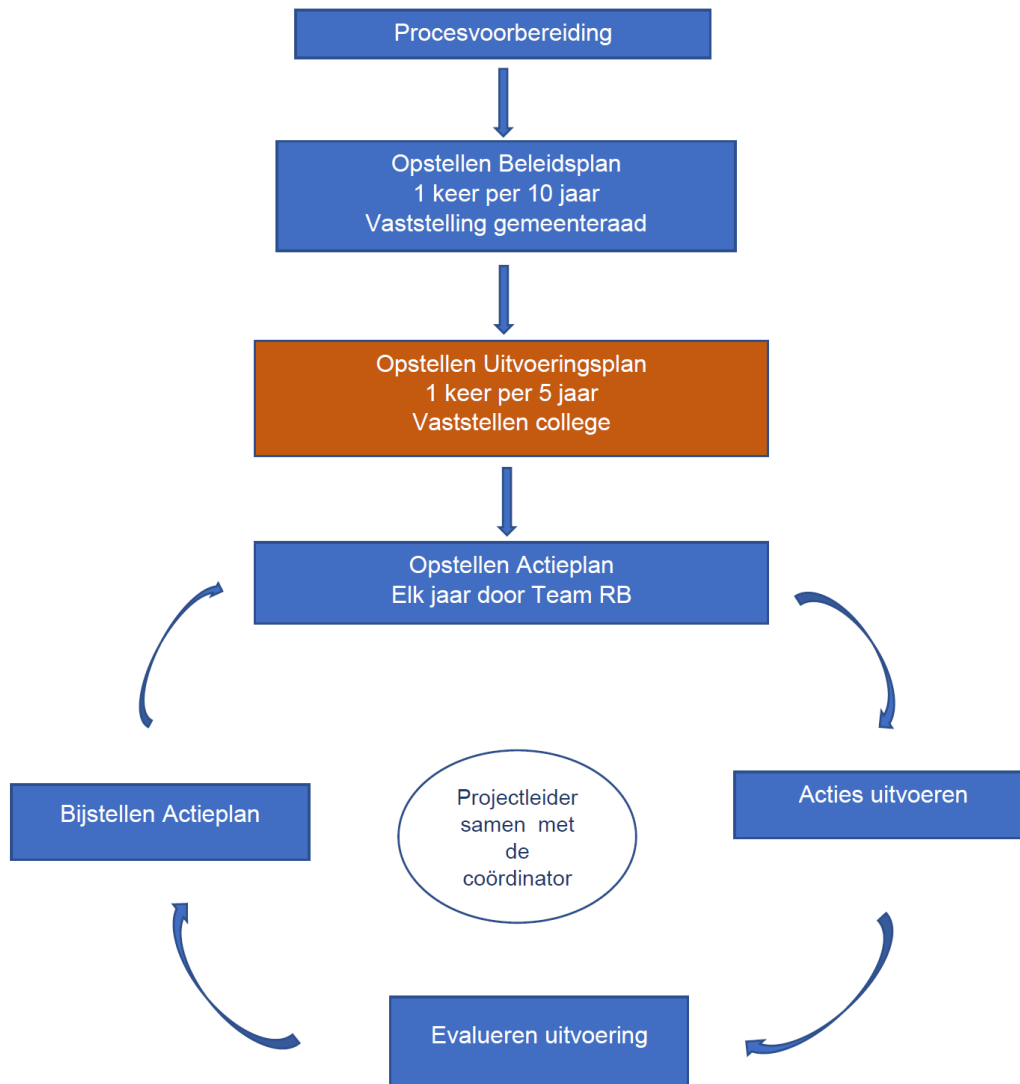 Procesvoorbereiding
Opstellen Beleidsplan
1 keer per 10 jaar
Vaststelling gemeenteraad
Opstellen Uitvoeringsplan
1 keer per 5 jaar
Vaststellen college
Opstellen Actieplan
Elk jaar door Team RB
Bijstellen Actieplan
Projectleider
samen met
de
coördinator
Acties uitvoeren
Evalueren uitvoering